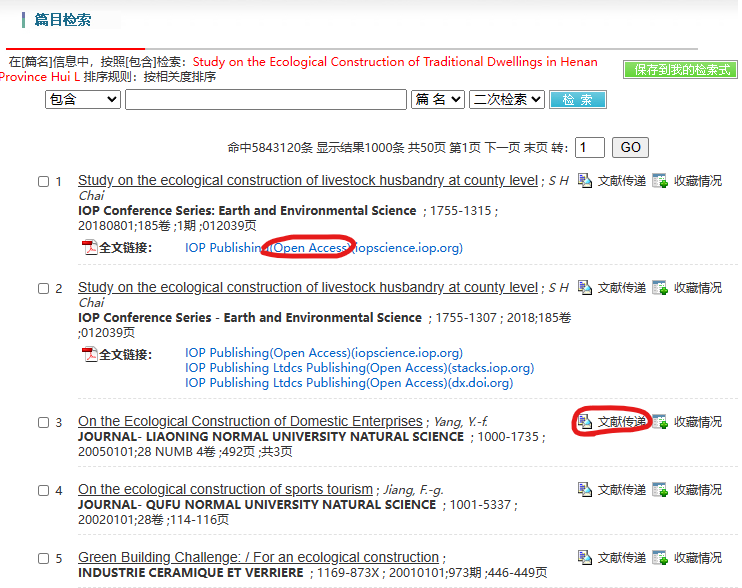 篇目检索
在[篇名]信息中，按照[包含]检索：Study on the Ecological Construction of Traditional Dwellings in Henan
Province Hui L 排序规则：按相关度排序
保存到我的检索式
包含 篇 名 二次检索 检 索
命中5843120条 显示结果1000条 共50页 第1页 下一页 末页 转: 1 GO
1 Study on the ecological construction of livestock husbandry at county level ; S H 文献传递 收藏情况
Chai
IOP Conference Series: Earth and Environmental Science ; 1755-1315 ;
20180801;185卷 ;1期 ;012039页
全文链接： IOP Publishing(Open Access)(iopscience.iop.org)
2 Study on the ecological construction of livestock husbandry at county level ; S H 文献传递 收藏情况
Chai
IOP Conference Series - Earth and Environmental Science ; 1755-1307 ; 2018;185卷
;012039页
全文链接： IOP Publishing(Open Access)(iopscience.iop.org)
IOP Publishing Ltdcs Publishing(Open Access)(stacks.iop.org)
IOP Publishing Ltdcs Publishing(Open Access)(dx.doi.org)
3 On the Ecological Construction of Domestic Enterprises ; Yang, Y.-f. 文献传递 收藏情况
JOURNAL- LIAONING NORMAL UNIVERSITY NATURAL SCIENCE ; 1000-1735 ;
20050101;28 NUMB 4卷 ;492页 ;共3页
4 On the ecological construction of sports tourism ; Jiang, F.-g. 文献传递 收藏情况
JOURNAL- QUFU NORMAL UNIVERSITY NATURAL SCIENCE ; 1001-5337 ;
20020101;28卷 ;114-116页
5 Green Building Challenge: / For an ecological construction ; 文献传递 收藏情况
INDUSTRIE CERAMIQUE ET VERRIERE ; 1169-873X ; 20010101;973期 ;446-449页